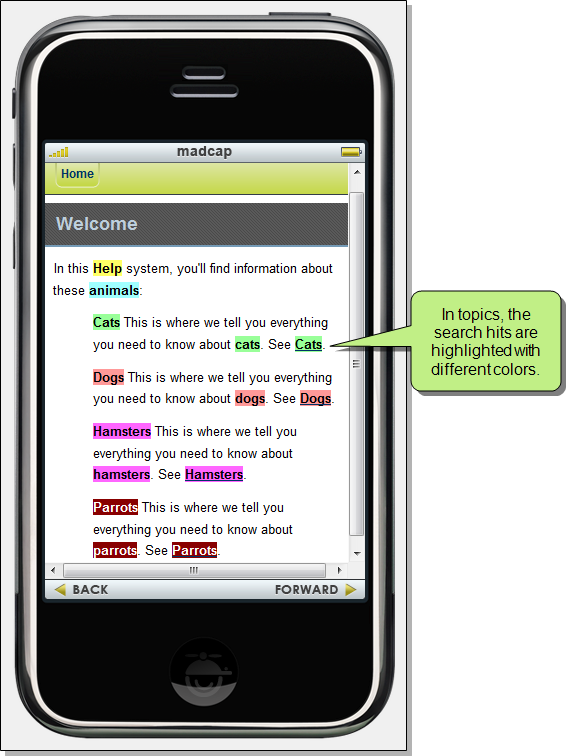 madcap
Home
Welcome
In this Help system, you'll find information about
these animals:
Cats This is where we tell you everything
you need to know about cats. See Cats.
Dogs This is where we tell you everything
you need to know about dogs. See Dogs.
Hamsters This is where we tell you
everything you need to know about
hamsters. See Hamsters.
Parrots This is where we tell you
everything you need to know about
parrots. See Parrots.
BACK FORWARD
In topics, the
search hits are
highlighted with
different colors.